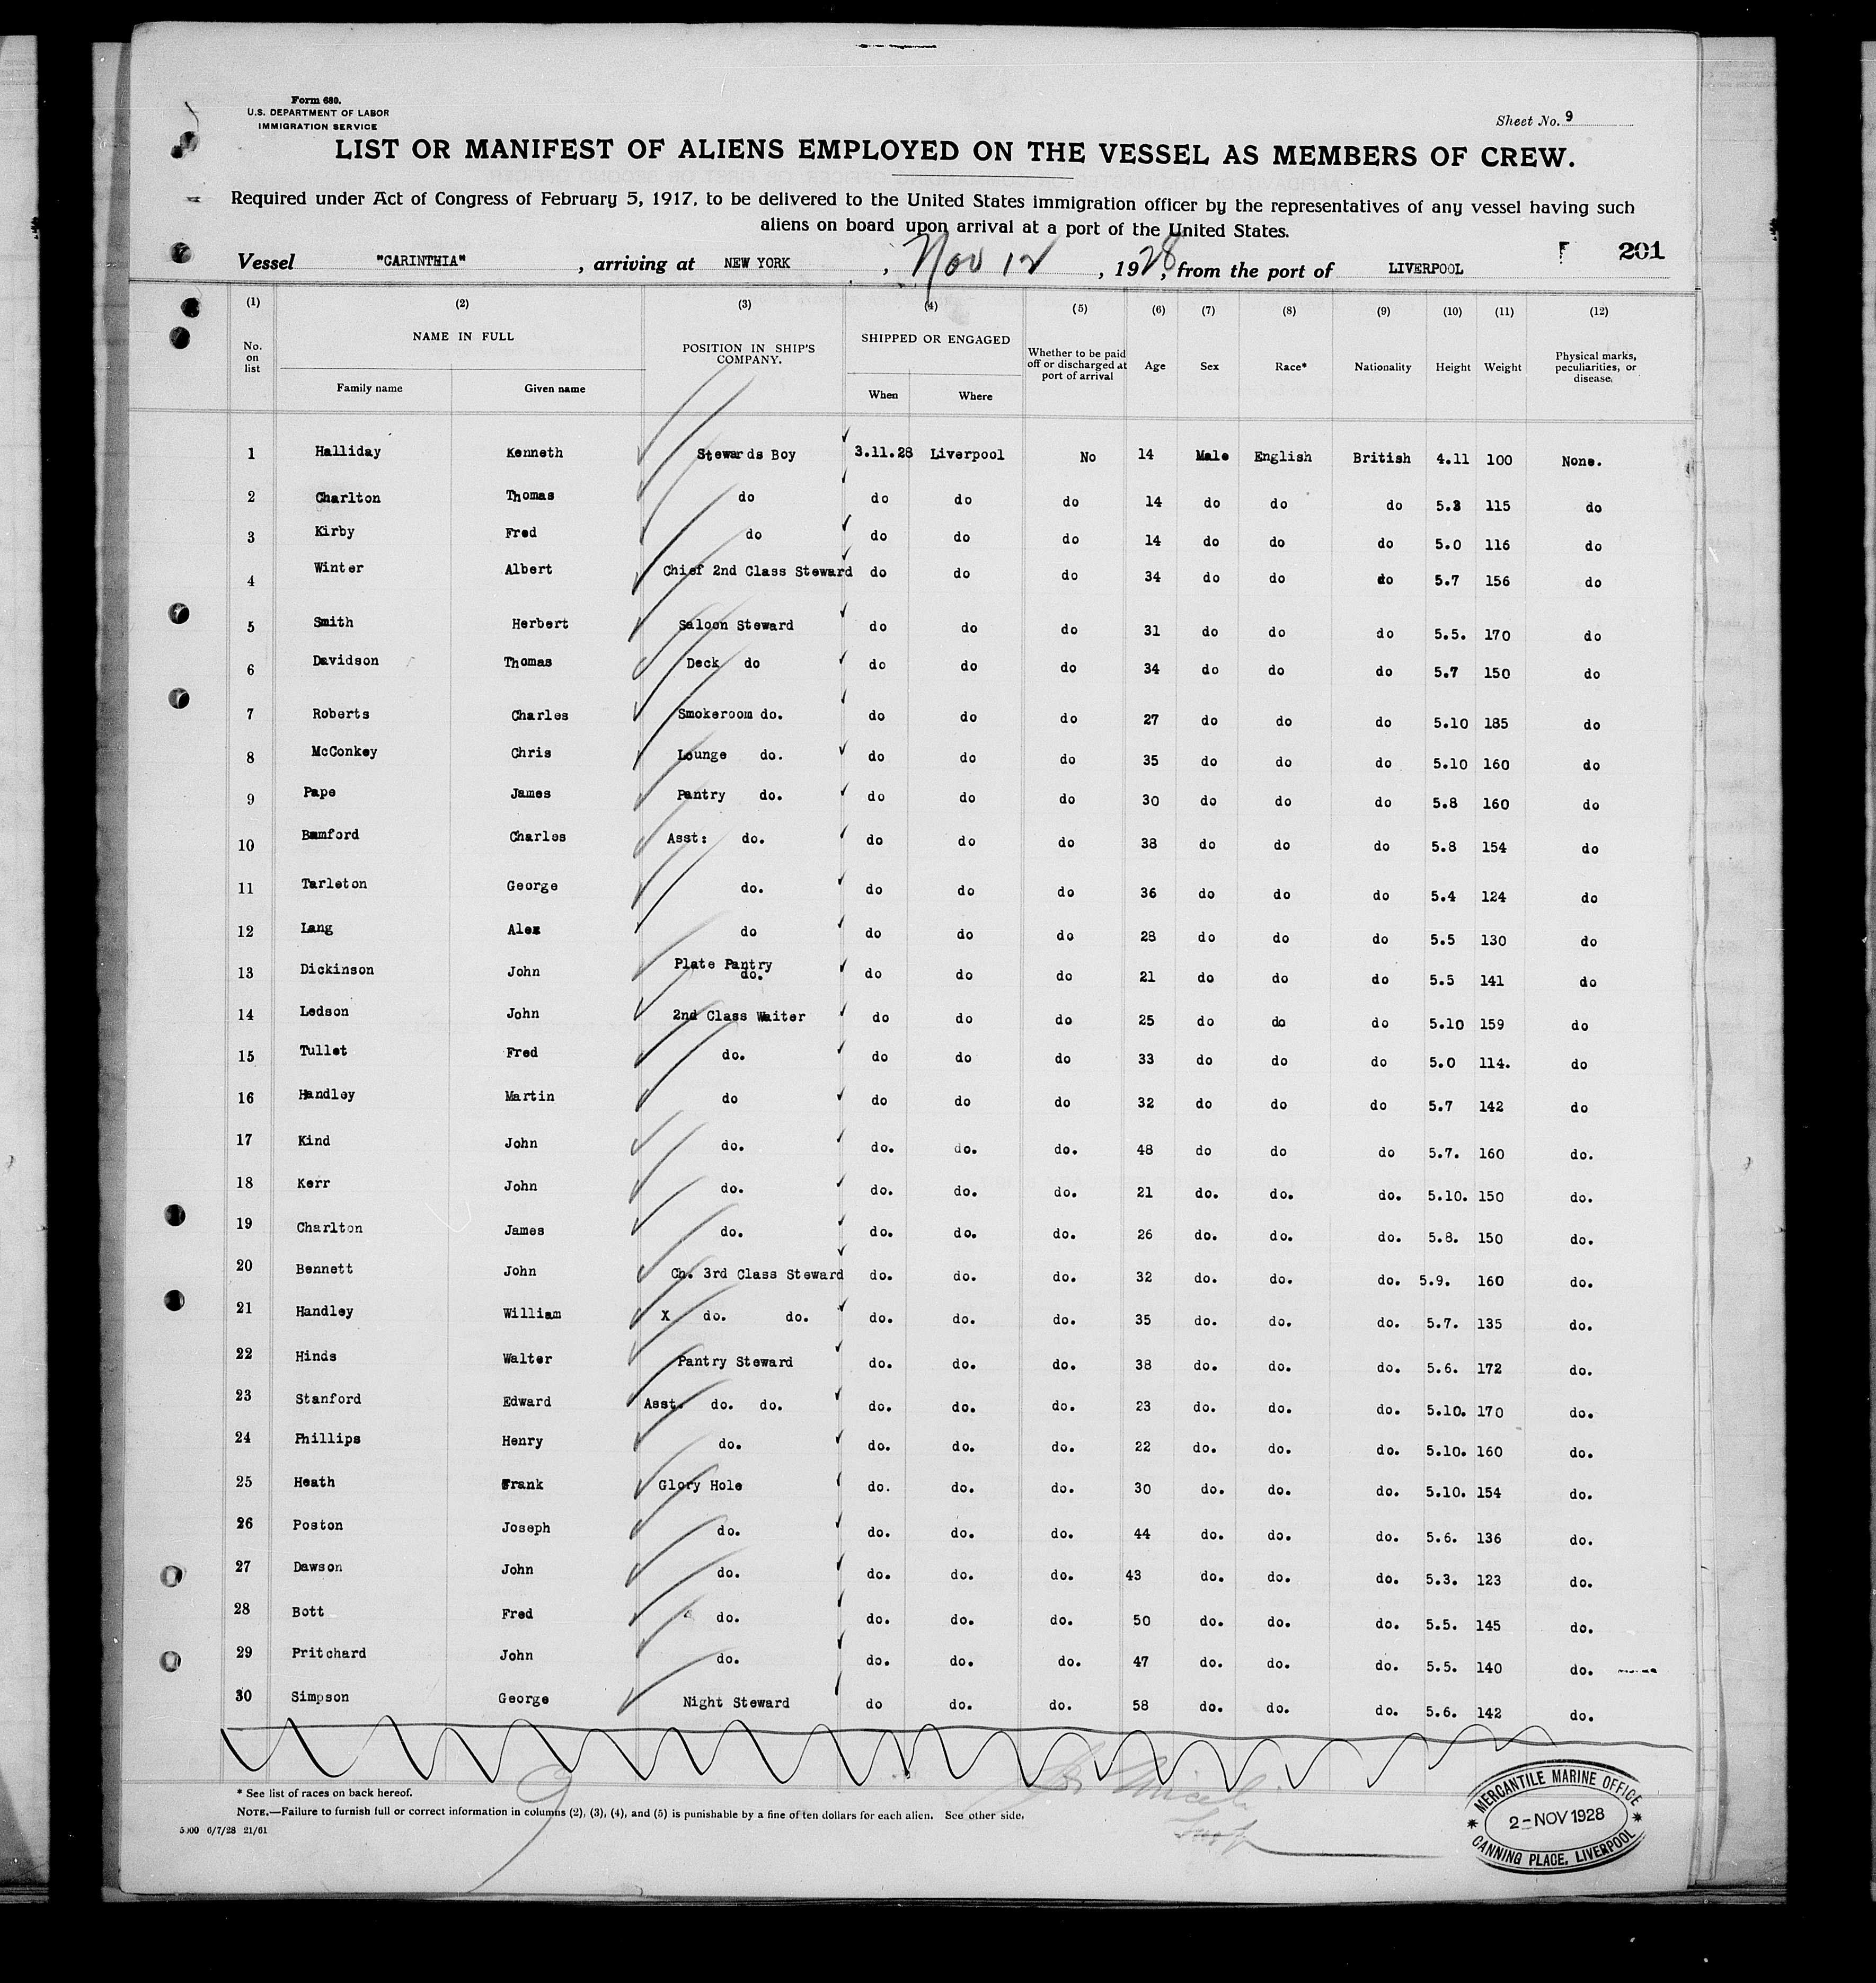 Form 680.
U.S. DEPARTMENT OF LABOR
IMMIGRATION SERVICE
Sheet No. 9
LIST OR MANIFEST OF ALIENS EMPLOYED ON THE VESSEL AS MEMBERS OF CREW.
Required under Act of Congress of February 5, 1917, to be delivered to the United States immigration officer by the representatives of any vessel having such
aliens on board upon arrival at a port of the United States.
Vessel "CARINTHIA", arriving at NEW YORK, Nov 12, 1928, from the port of LIVERPOOL 201
(1) (2) (3) (4) (5) (6) (7) (8) (9) (10) (11) (12)
No. on list NAME IN FULL Family name Given name POSITION IN SHIP'S COMPANY. SHIPPED OR ENGAGED When Where Whether to be paid off or discharged at port of arrival Age Sex Race* Nationality Height Weight Physical marks, peculiarities, or disease.
1 Halliday Kenneth Stewards Boy 3.11.28 Liverpool No 14 Male English British 4.11 100 None.
2 Charlton Thomas do do do do 14 do do do 5.3 115 do
3 Kirby Fred do do do do 14 do do do 5.0 116 do
4 Winter Albert Chief 2nd Class Steward do do do 34 do do do 5.7 156 do
5 Smith Herbert Saloon Steward do do do 31 do do do 5.5. 170 do
6 Davidson Thomas Deck do do do do 34 do do do 5.7 150 do
7 Roberts Charles Smokeroom do. do do do 27 do do do 5.10 185 do
8 McConkey Chris Lounge do. do do do 35 do do do 5.10 160 do
9 Pape James Pantry do. do do do 30 do do do 5.8 160 do
10 Bamford Charles Asst: do. do do do 38 do do do 5.8 154 do
11 Tarleton George do. do do do 36 do do do 5.4 124 do
12 Lang Alex do do do do 28 do do do 5.5 130 do
13 Dickinson John Plate Pantry do. do do do 21 do do do 5.5 141 do
14 Ledson John 2nd Class Waiter do do do 25 do do do 5.10 159 do
15 Tullet Fred do. do do do 33 do do do 5.0 114. do
16 Handley Martin do do do do 32 do do do 5.7 142 do
17 Kind John do. do. do. do. 48 do do do 5.7. 160 do.
18 Kerr John do. do. do. do. 21 do. do. do. 5.10. 150 do.
19 Charlton James do. do. do. do. 26 do. do. do. 5.8. 150 do.
20 Bennett John Ch. 3rd Class Steward do. do. do. 32 do. do. do. 5.9. 160 do.
21 Handley William X do. do. do. do. do. 35 do. do. do. 5.7. 135 do.
22 Hinds Walter Pantry Steward do. do. do. 38 do. do. do. 5.6. 172 do.
23 Stanford Edward Asst. do. do. do. do. do. 23 do. do. do. 5.10. 170 do.
24 Phillips Henry do. do. do. do. 22 do. do. do. 5.10. 160 do.
25 Heath Frank Glory Hole do. do. do. 30 do. do. do. 5.10. 154 do.
26 Poston Joseph do. do. do. do. 44 do. do. do. 5.6. 136 do.
27 Dawson John do. do. do. do. 43 do. do. do. 5.3. 123 do.
28 Bott Fred do. do. do. do. 50 do. do. do. 5.5. 145 do.
29 Pritchard John do. do. do. do. 47 do. do. do. 5.5. 140 do.
30 Simpson George Night Steward do do. do. 58 do. do. do. 5.6. 142 do.
* See list of races on back hereof.
NOTE.—Failure to furnish full or correct information in columns (2), (3), (4), and (5) is punishable by a fine of ten dollars for each alien. See other side.
5000 6/7/28 21/61
MERCANTILE MARINE OFFICE
2-NOV 1928
CANNING PLACE, LIVERPOOL